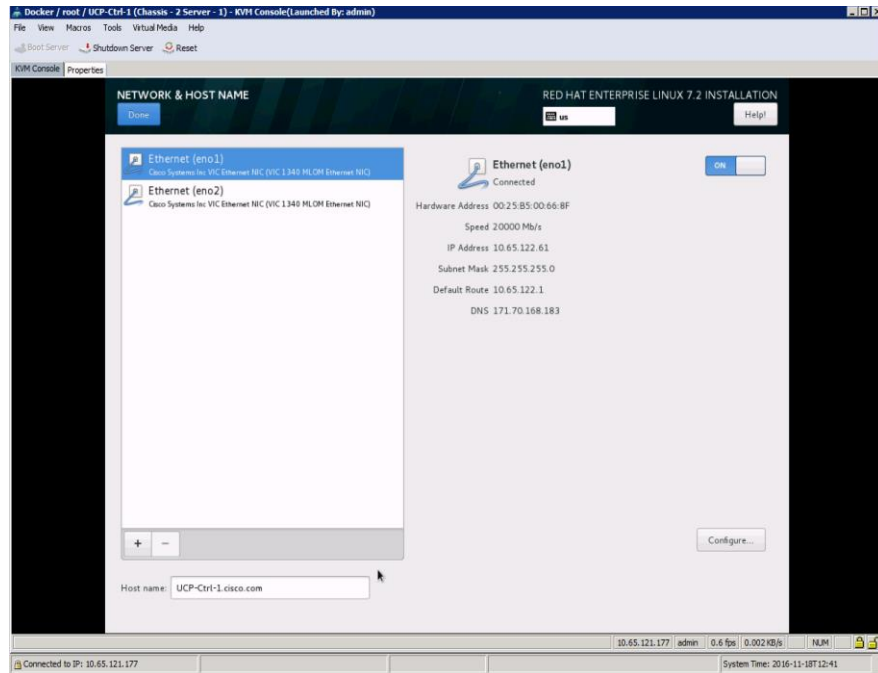 Docker / root / UCP-Ctrl-1 (Chassis - 2 Server - 1) - KVM Console(Launched By: admin)
File View Macros Tools Virtual Media Help
Boot Server Shutdown Server Reset
KVM Console Properties
NETWORK & HOST NAME
RED HAT ENTERPRISE LINUX 7.2 INSTALLATION
Done
us
Help!
Ethernet (eno1)
Cisco Systems Inc VIC Ethernet NIC (VIC 1340 MLOM Ethernet NIC)
Ethernet (eno2)
Cisco Systems Inc VIC Ethernet NIC (VIC 1340 MLOM Ethernet NIC)
Ethernet (eno1)
Connected
ON
Hardware Address 00:25:B5:00:66:8F
Speed 20000 Mb/s
IP Address 10.65.122.61
Subnet Mask 255.255.255.0
Default Route 10.65.122.1
DNS 171.70.168.183
+ −
Configure...
Host name: UCP-Ctrl-1.cisco.com
10.65.121.177 admin 0.6 fps 0.002 KB/s NUM
Connected to IP: 10.65.121.177
System Time: 2016-11-18T12:41